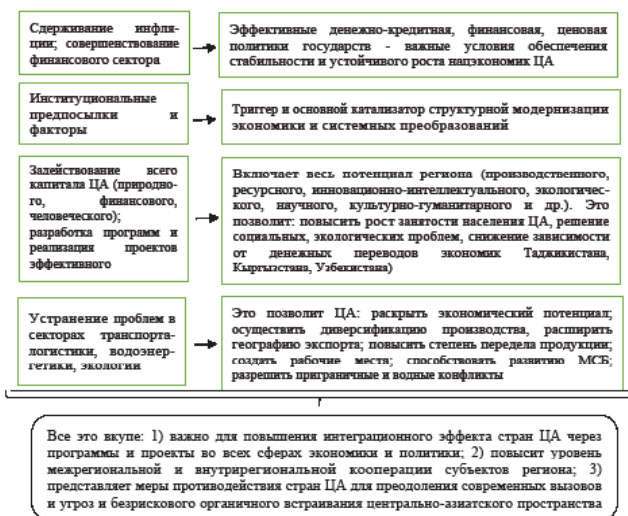 Сдерживание инфля-
ции; совершенствование
финансового сектора
Эффективные денежно-кредитная, финансовая, ценовая
политики государств - важные условия обеспечения
стабильности и устойчивого роста нацэкономик ЦА
Институциональные
предпосылки и
факторы
Триггер и основной катализатор структурной модернизации
экономики и системных преобразований
Задействование всего
капитала ЦА (природно-
го, финансового,
человеческого);
разработка программ и
реализация проектов
эффективного
Включает весь потенциал региона (производственного,
ресурсного, инновационно-интеллектуального, экологичес-
кого, научного, культурно-гуманитарного и др.). Это
позволит: повысить рост занятости населения ЦА, решение
социальных, экологических проблем, снижение зависимости
от денежных переводов экономик Таджикистана,
Кыргызстана, Узбекистана)
Устранение проблем в
секторах транспорта-
логистики, водоэнер-
гетики, экологии
Это позволит ЦА: раскрыть экономический потенциал;
осуществить диверсификацию производства, расширить
географию экспорта; повысить степень передела продукции;
создать рабочие места; способствовать развитию МСБ;
разрешить приграничные и водные конфликты
Все это вкупе: 1) важно для повышения интеграционного эффекта стран ЦА через
программы и проекты во всех сферах экономики и политики; 2) повысит уровень
межрегиональной и внутрирегиональной кооперации субъектов региона; 3)
представляет меры противодействия стран ЦА для преодоления современных вызовов
и угроз и безрискового органичного встраивания центрально-азиатского пространства